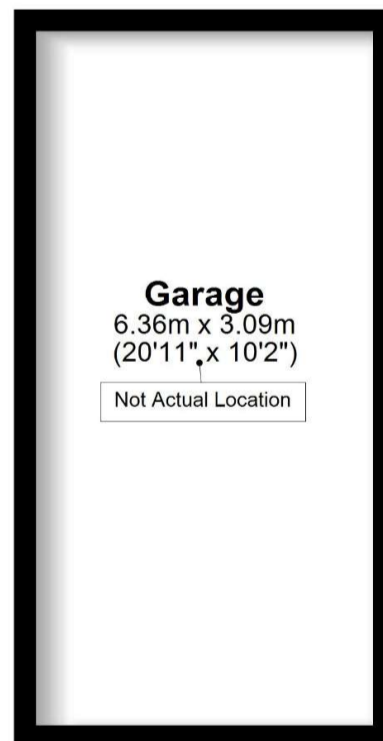 Garage
6.36m x 3.09m
(20'11" x 10'2")
Not Actual Location